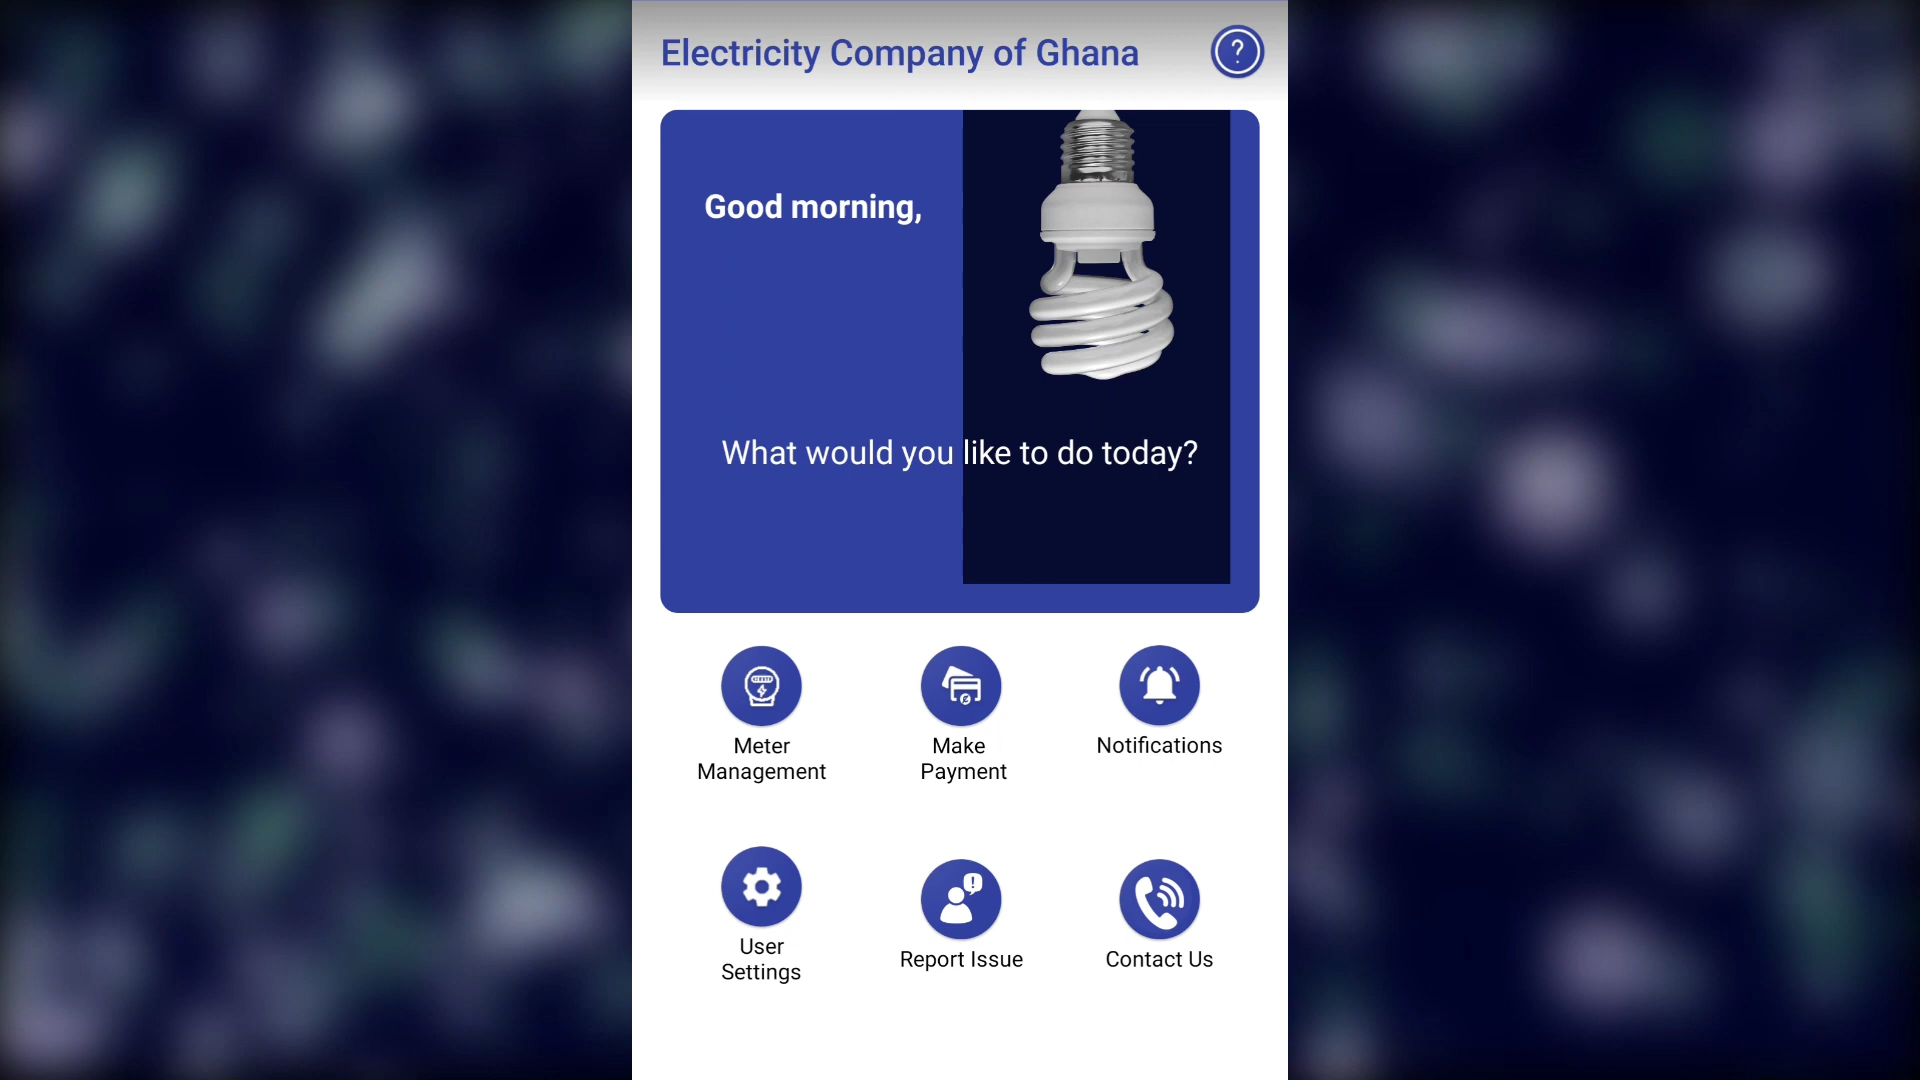 Electricity Company of Ghana
?
Good morning,
What would you like to do today?
Meter
Management
Make
Payment
Notifications
User
Settings
Report Issue
Contact Us